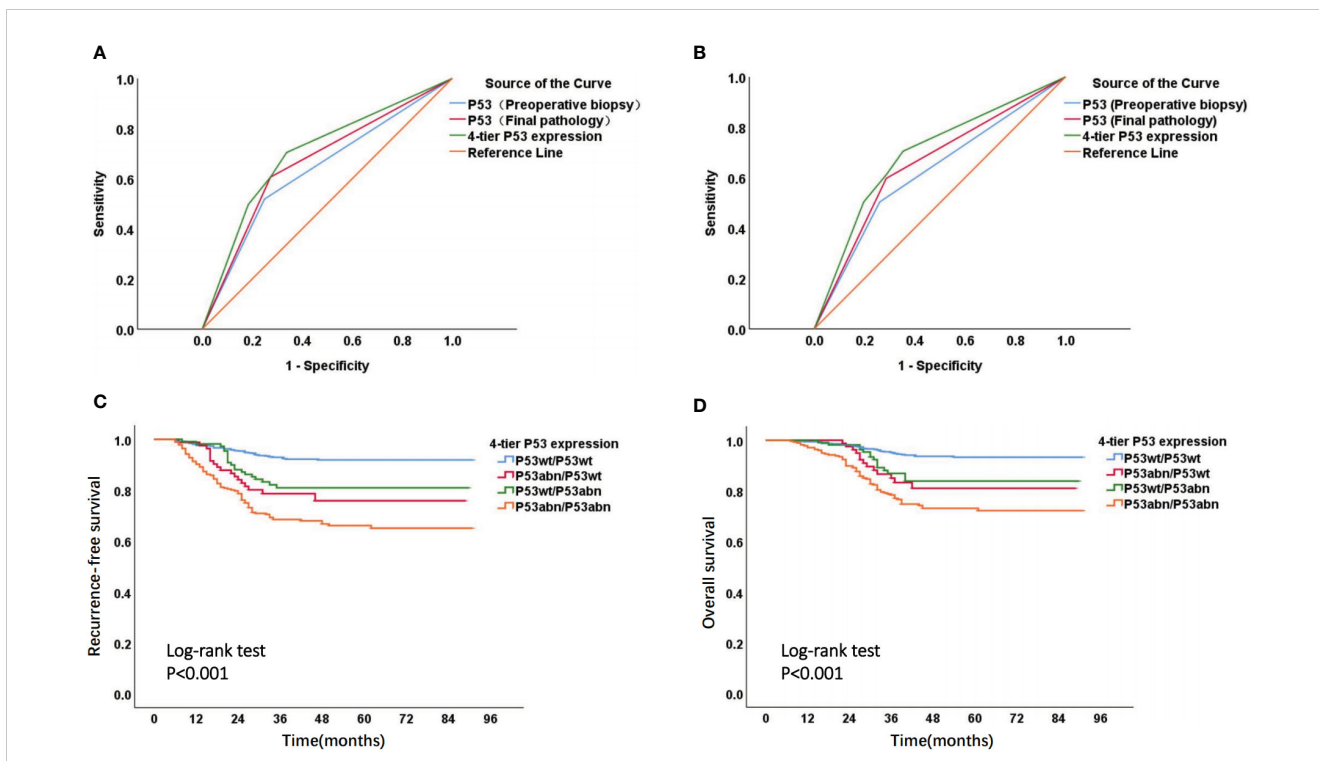 A
Source of the Curve
P53（Preoperative biopsy）
P53（Final pathology）
4-tier P53 expression
Reference Line
1.0
0.8
0.6
0.4
0.2
0.0
Sensitivity
0.0 0.2 0.4 0.6 0.8 1.0
1 - Specificity
B
Source of the Curve
P53 (Preoperative biopsy)
P53 (Final pathology)
4-tier P53 expression
Reference Line
1.0
0.8
0.6
0.4
0.2
0.0
Sensitivity
0.0 0.2 0.4 0.6 0.8 1.0
1 - Specificity
C
4-tier P53 expression
P53wt/P53wt
P53abn/P53wt
P53wt/P53abn
P53abn/P53abn
1.0
0.8
0.6
0.4
0.2
0.0
Recurrence-free survival
Log-rank test
P<0.001
0 12 24 36 48 60 72 84 96
Time(months)
D
4-tier P53 expression
P53wt/P53wt
P53abn/P53wt
P53wt/P53abn
P53abn/P53abn
1.0
0.8
0.6
0.4
0.2
0.0
Overall survival
Log-rank test
P<0.001
0 12 24 36 48 60 72 84 96
Time(months)